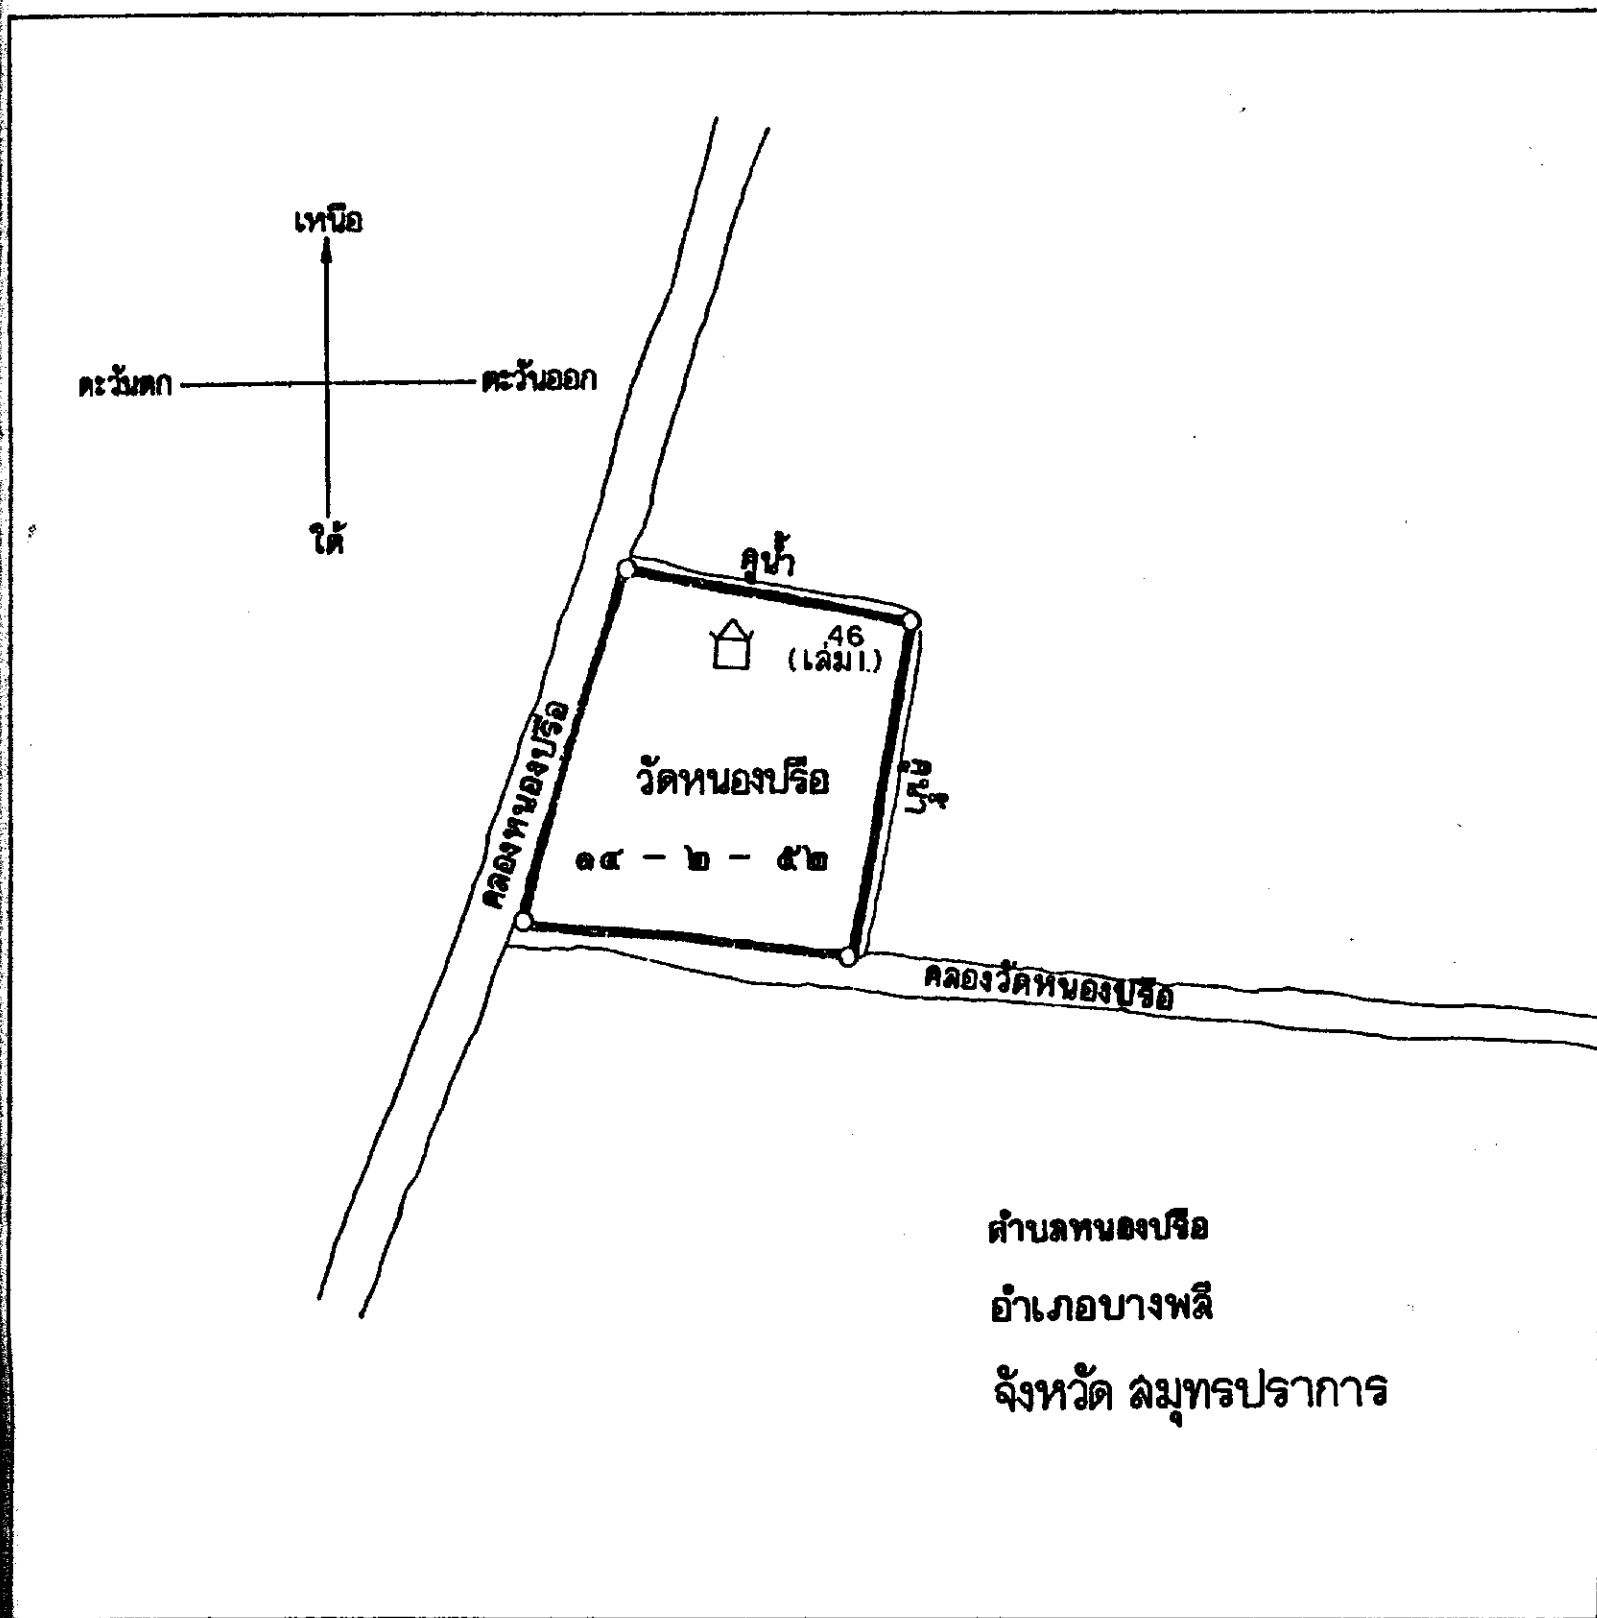 เหนือ
ตะวันตก
ตะวันออก
ใต้
คูน้ำ
46
(เล่ม 1.)
วัดหนองปรือ
๑๔ - ๒ - ๕๒
คลองหนองปรือ
คูน้ำ
คลองวัดหนองปรือ
ตำบลหนองปรือ
อำเภอบางพลี
จังหวัด สมุทรปราการ